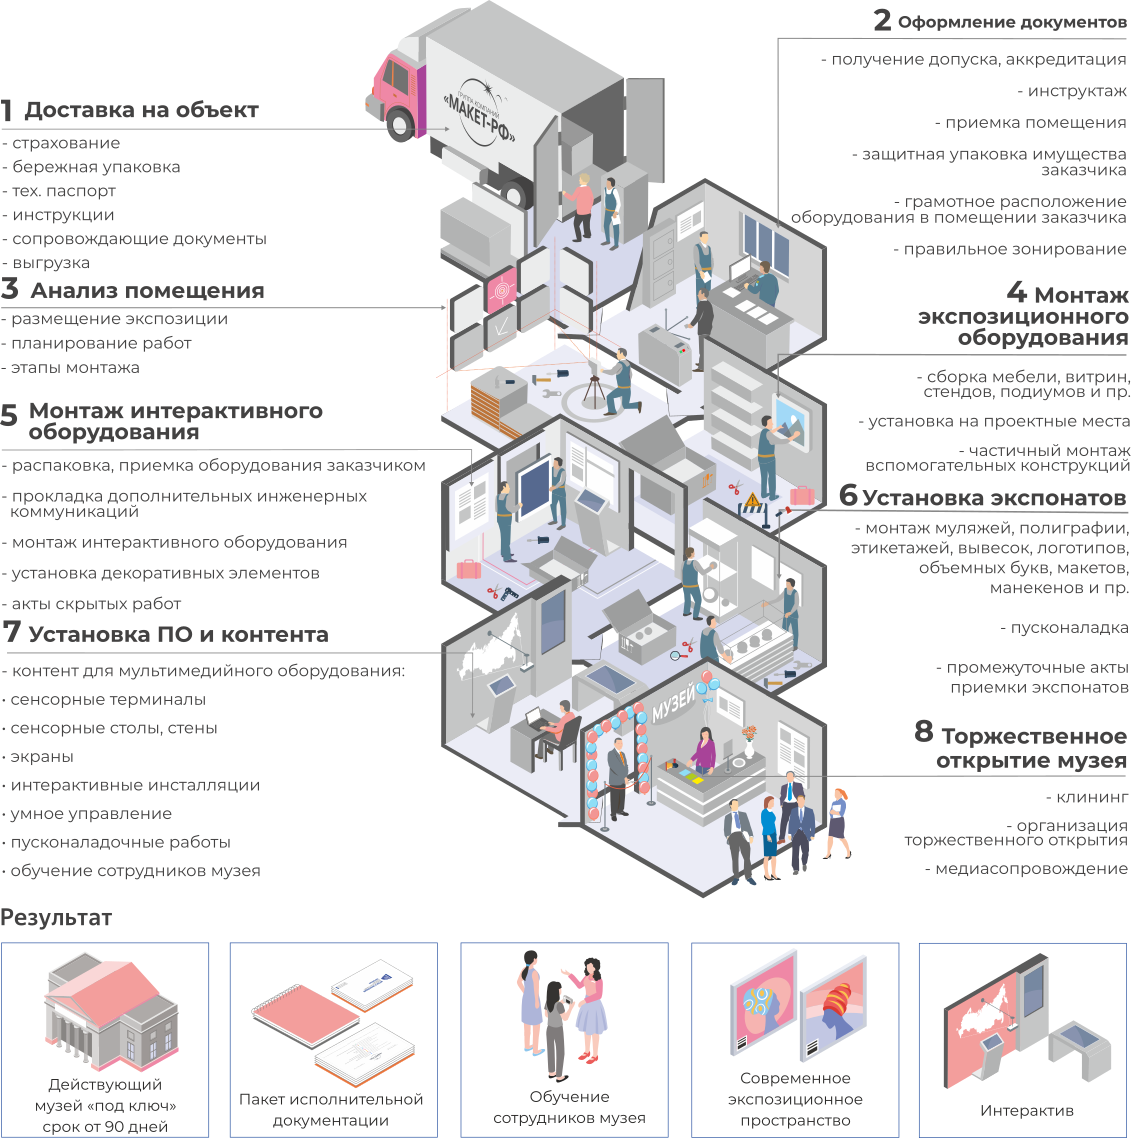 1 Доставка на объект
- страхование
- бережная упаковка
- тех. паспорт
- инструкции
- сопровождающие документы
- выгрузка
ГРУППА КОМПАНИЙ
«МАКЕТ-РФ»
2 Оформление документов
- получение допуска, аккредитация
- инструктаж
- приемка помещения
- защитная упаковка имущества
заказчика
- грамотное расположение
оборудования в помещении заказчика
- правильное зонирование
3 Анализ помещения
- размещение экспозиции
- планирование работ
- этапы монтажа
4 Монтаж
экспозиционного
оборудования
- сборка мебели, витрин,
стендов, подиумов и пр.
- установка на проектные места
- частичный монтаж
вспомогательных конструкций
5 Монтаж интерактивного
оборудования
- распаковка, приемка оборудования заказчиком
- прокладка дополнительных инженерных
коммуникаций
- монтаж интерактивного оборудования
- установка декоративных элементов
- акты скрытых работ
6 Установка экспонатов
- монтаж муляжей, полиграфии,
этикетажей, вывесок, логотипов,
объемных букв, макетов,
манекенов и пр.
- пусконаладка
- промежуточные акты
приемки экспонатов
7 Установка ПО и контента
- контент для мультимедийного оборудования:
· сенсорные терминалы
· сенсорные столы, стены
· экраны
· интерактивные инсталляции
· умное управление
· пусконаладочные работы
· обучение сотрудников музея
МУЗЕЙ
8 Торжественное
открытие музея
- клининг
- организация
торжественного открытия
- медиасопровождение
Результат
Действующий
музей «под ключ»
срок от 90 дней
Пакет исполнительной
документации
Обучение
сотрудников музея
Современное
экспозиционное
пространство
Интерактив